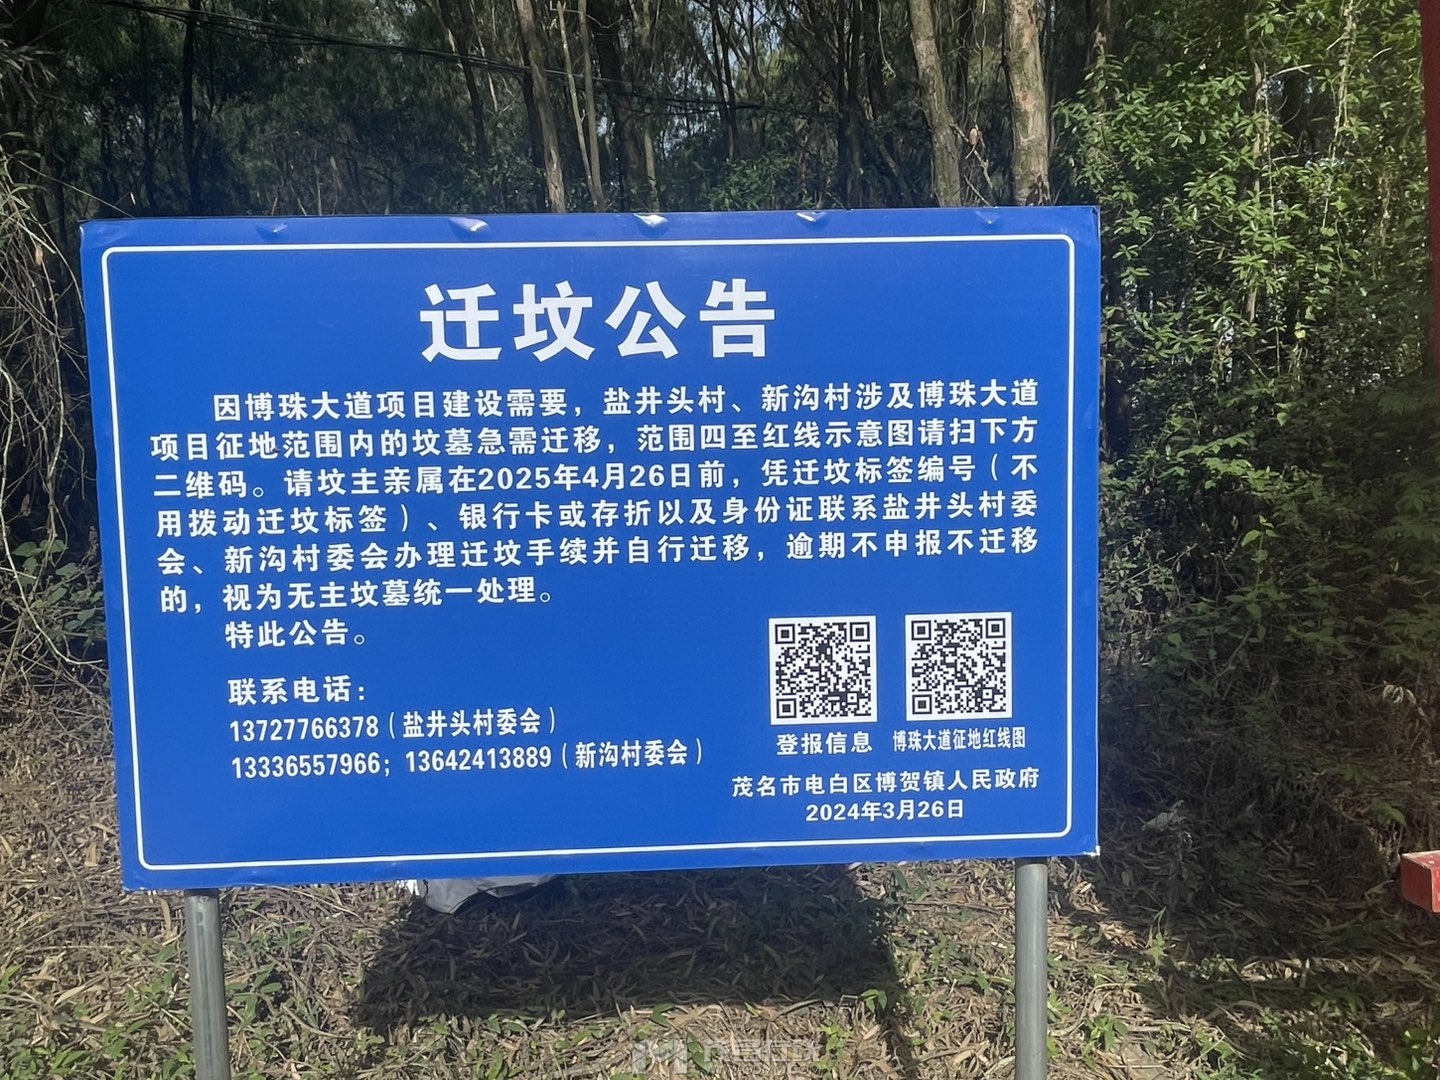 迁坟公告
因博珠大道项目建设需要，盐井头村、新沟村涉及博珠大道
项目征地范围内的坟墓急需迁移，范围四至红线示意图请扫下方
二维码。请坟主亲属在2025年4月26日前，凭迁坟标签编号（不
用拨动迁坟标签）、银行卡或存折以及身份证联系盐井头村委
会、新沟村委会办理迁坟手续并自行迁移，逾期不申报不迁移
的，视为无主坟墓统一处理。
特此公告。
联系电话：
13727766378（盐井头村委会）
13336557966；13642413889（新沟村委会）
登报信息 博珠大道征地红线图
茂名市电白区博贺镇人民政府
2024年3月26日